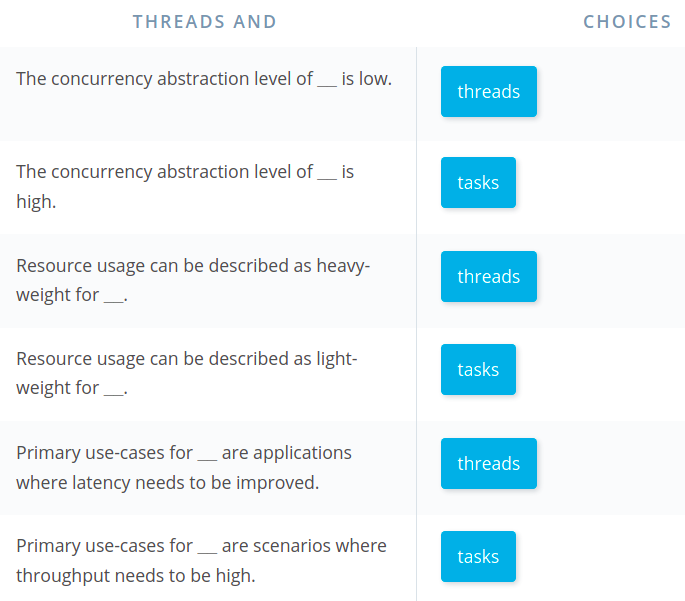 THREADS AND
CHOICES
The concurrency abstraction level of __ is low.
threads
The concurrency abstraction level of __ is
high.
tasks
Resource usage can be described as heavy-
weight for __.
threads
Resource usage can be described as light-
weight for __.
tasks
Primary use-cases for __ are applications
where latency needs to be improved.
threads
Primary use-cases for __ are scenarios where
throughput needs to be high.
tasks